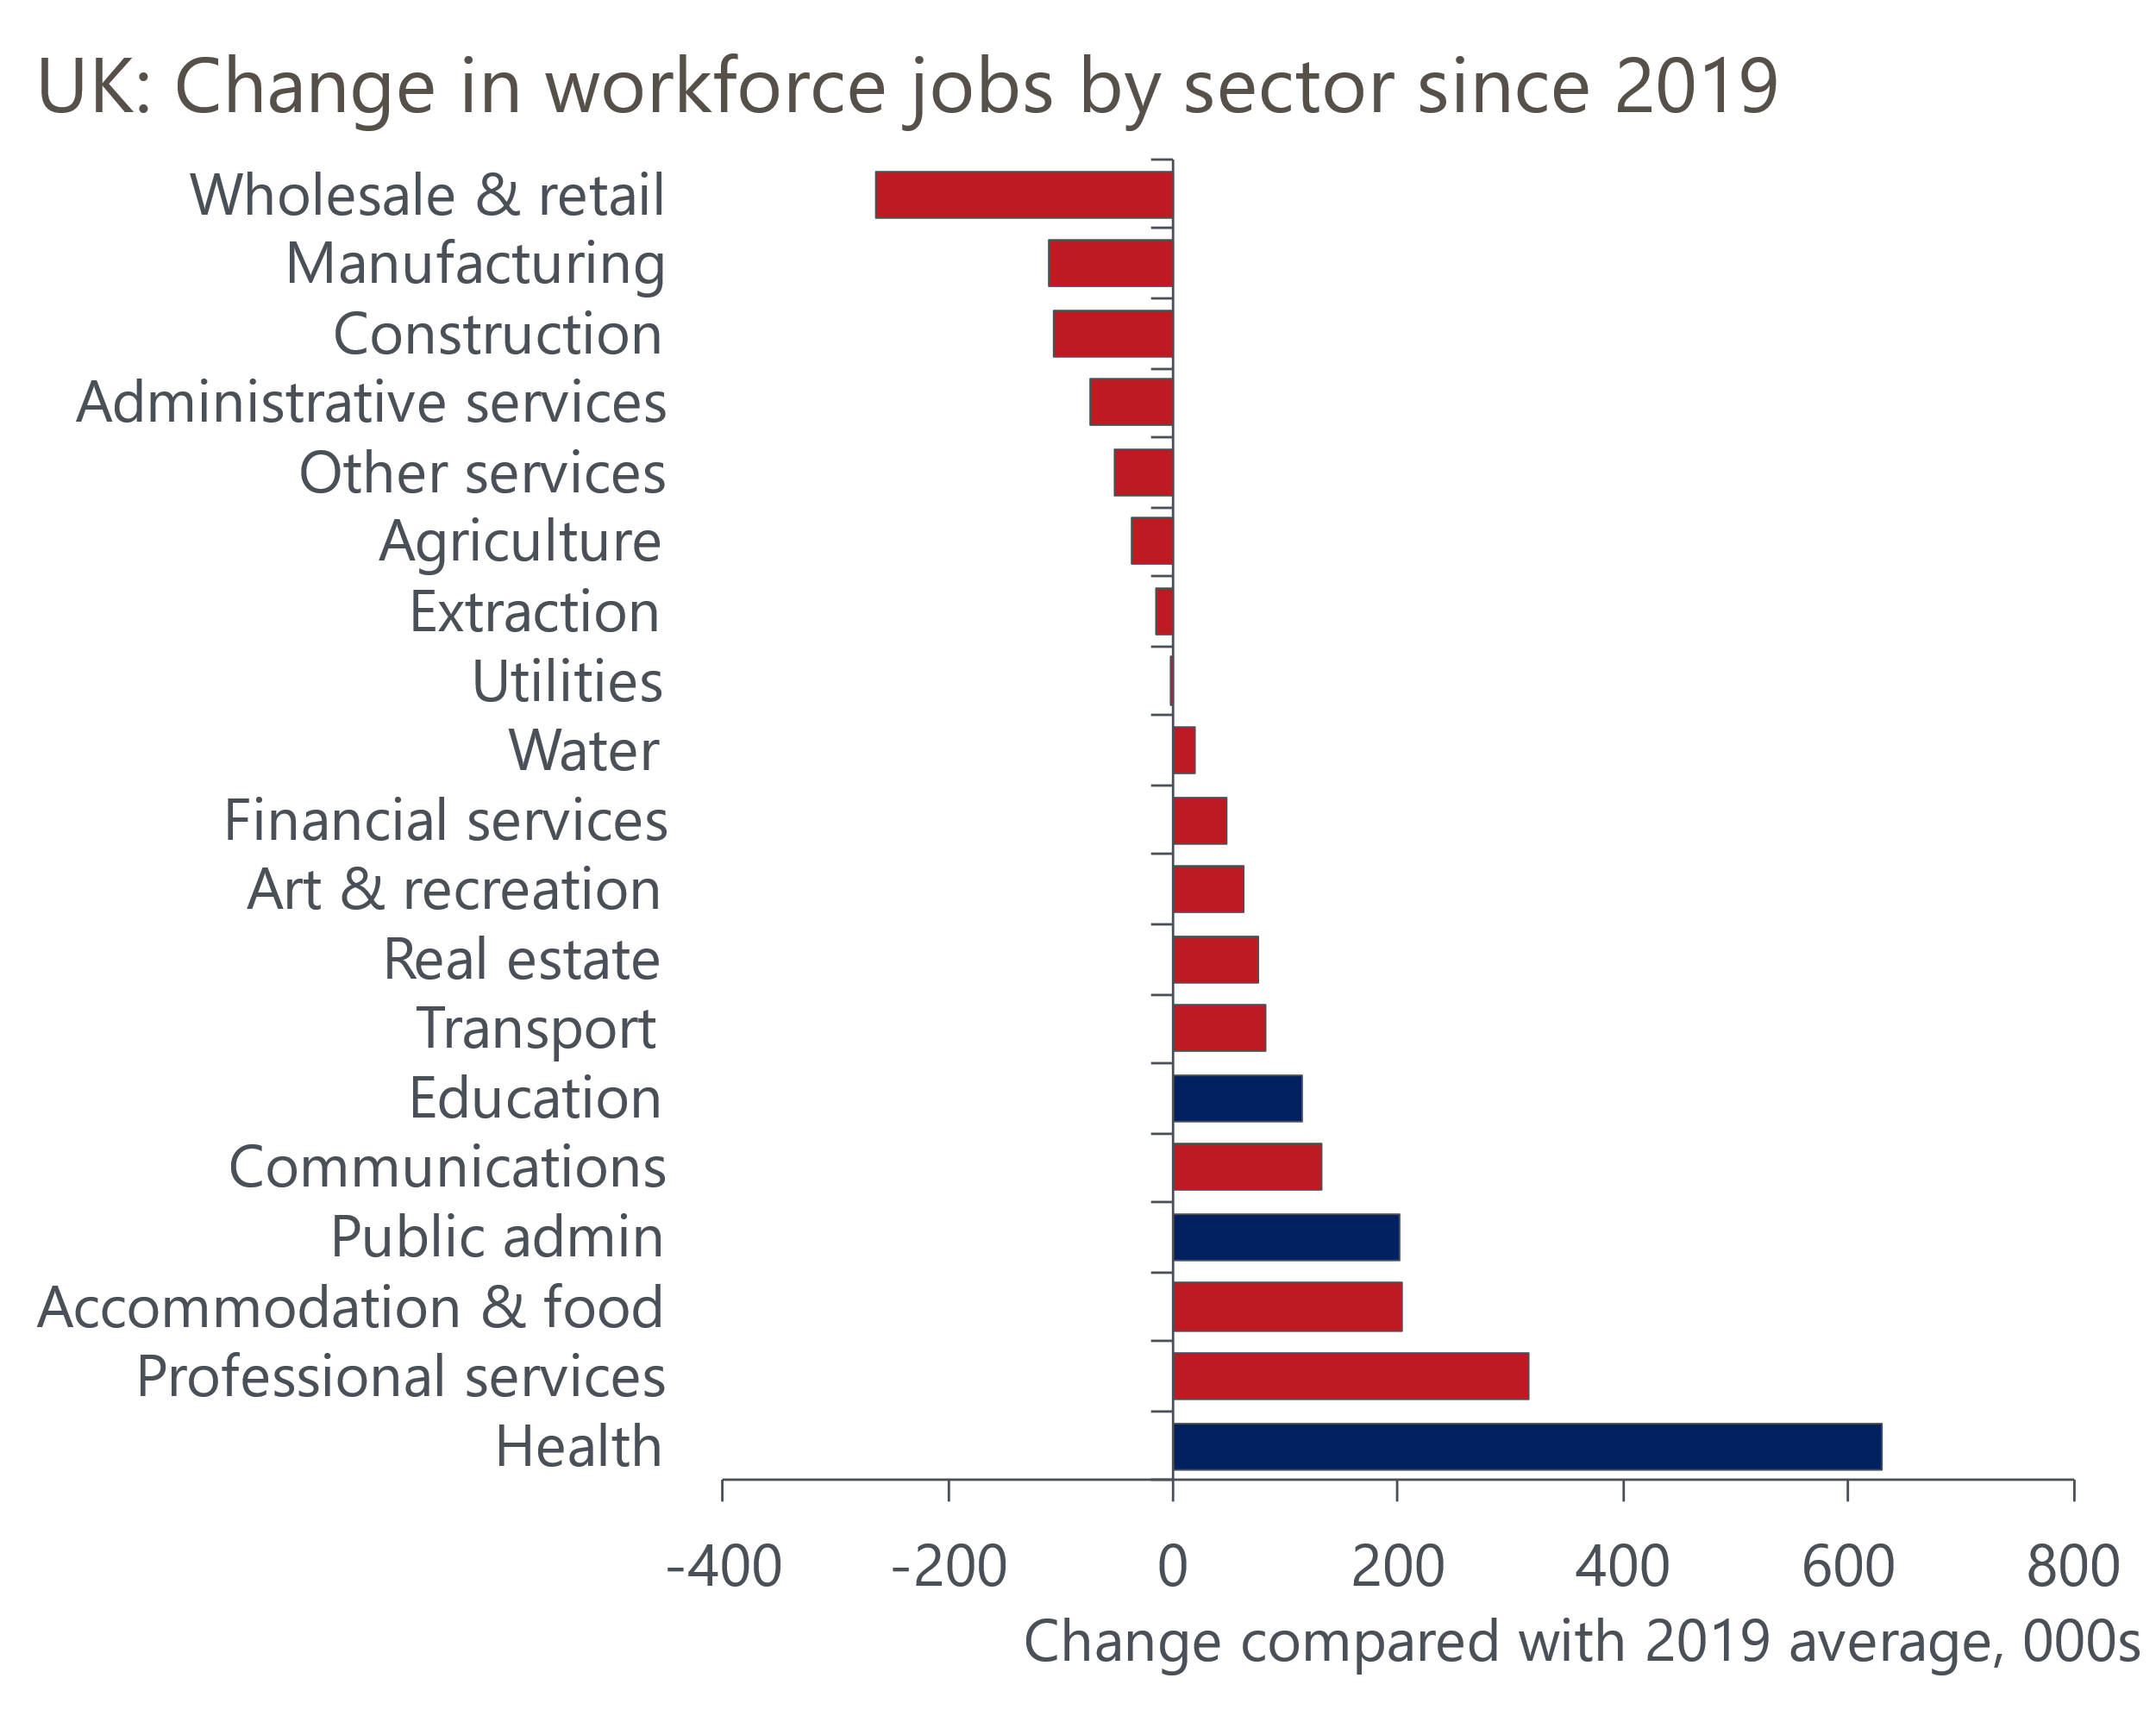 UK: Change in workforce jobs by sector since 2019
Wholesale & retail
Manufacturing
Construction
Administrative services
Other services
Agriculture
Extraction
Utilities
Water
Financial services
Art & recreation
Real estate
Transport
Education
Communications
Public admin
Accommodation & food
Professional services
Health
-400 -200 0 200 400 600 800
Change compared with 2019 average, 000s